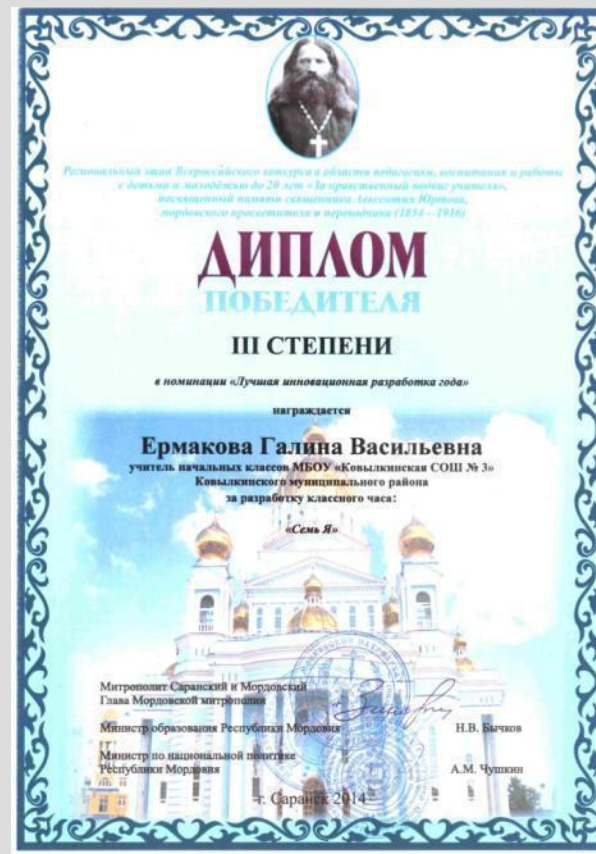 Региональный этап Всероссийского конкурса в области педагогики, воспитания и работы
с детьми и молодёжью до 20 лет «За нравственный подвиг учителя»,
посвященный памяти священника Авксентия Юртова,
мордовского просветителя и переводчика (1854 – 1916)
ДИПЛОМ
ПОБЕДИТЕЛЯ
III СТЕПЕНИ
в номинации «Лучшая инновационная разработка года»
награждается
Ермакова Галина Васильевна
учитель начальных классов МБОУ «Ковылкинская СОШ № 3»
Ковылкинского муниципального района
за разработку классного часа:
«Семь Я»
Митрополит Саранский и Мордовский
Глава Мордовской митрополии
Министр образования Республики Мордовия Н.В. Бычков
Министр по национальной политике
Республики Мордовия А.М. Чушкин
г. Саранск 2014